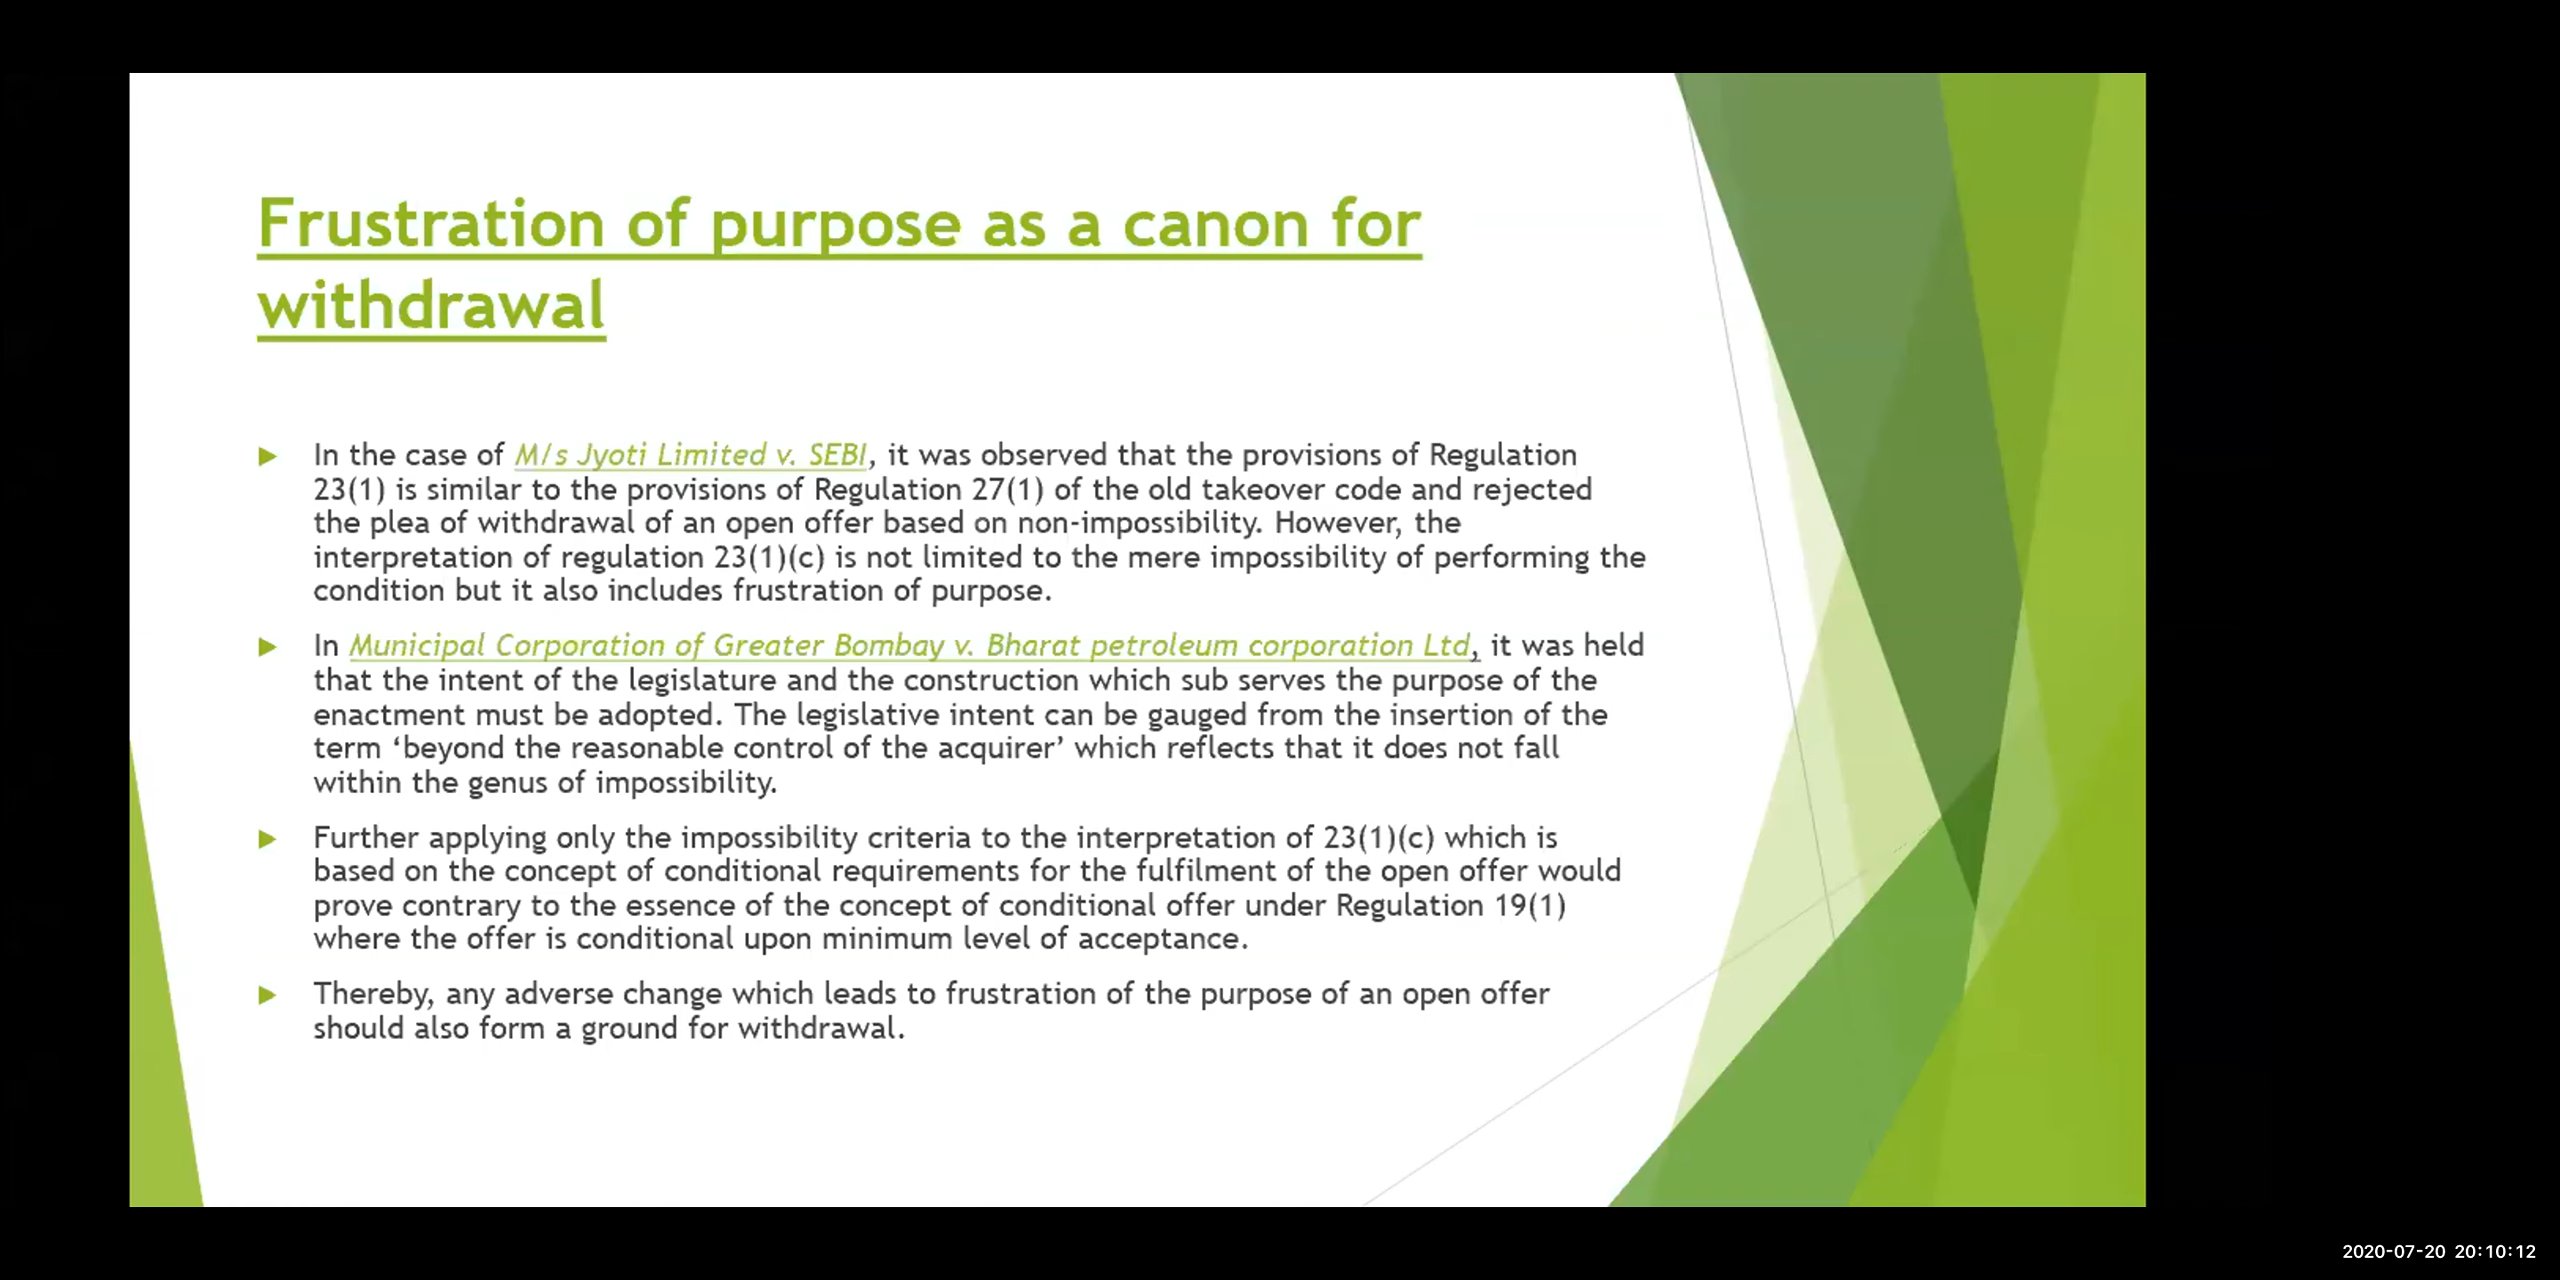 Frustration of purpose as a canon for
withdrawal
In the case of M/s Jyoti Limited v. SEBI, it was observed that the provisions of Regulation
23(1) is similar to the provisions of Regulation 27(1) of the old takeover code and rejected
the plea of withdrawal of an open offer based on non-impossibility. However, the
interpretation of regulation 23(1)(c) is not limited to the mere impossibility of performing the
condition but it also includes frustration of purpose.
In Municipal Corporation of Greater Bombay v. Bharat petroleum corporation Ltd, it was held
that the intent of the legislature and the construction which sub serves the purpose of the
enactment must be adopted. The legislative intent can be gauged from the insertion of the
term ‘beyond the reasonable control of the acquirer’ which reflects that it does not fall
within the genus of impossibility.
Further applying only the impossibility criteria to the interpretation of 23(1)(c) which is
based on the concept of conditional requirements for the fulfilment of the open offer would
prove contrary to the essence of the concept of conditional offer under Regulation 19(1)
where the offer is conditional upon minimum level of acceptance.
Thereby, any adverse change which leads to frustration of the purpose of an open offer
should also form a ground for withdrawal.
2020-07-20 20:10:12